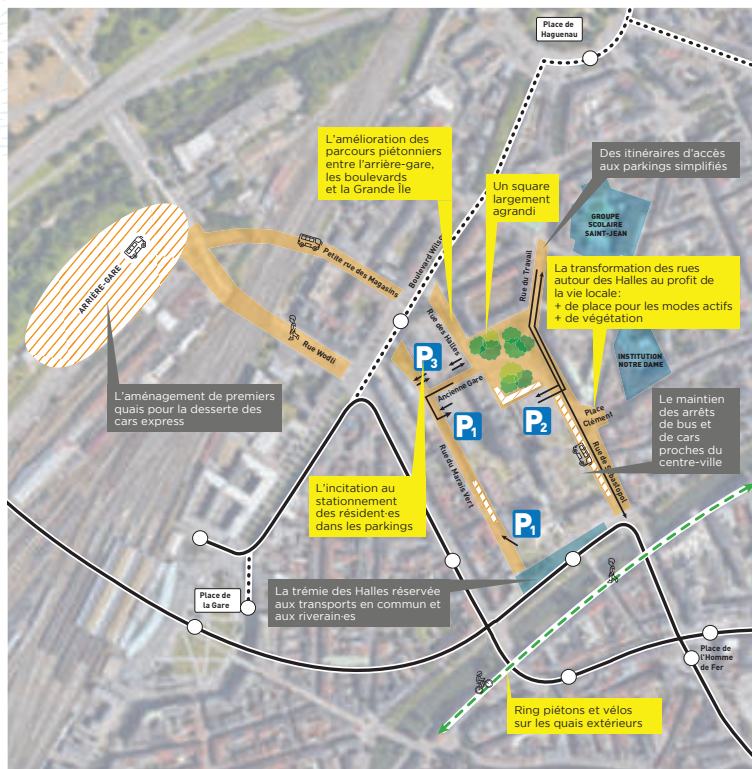 Place de
Haguenau
L'amélioration des
parcours piétonniers
entre l'arrière-gare,
les boulevards
et la Grande Île
Des itinéraires d'accès
aux parkings simplifiés
Un square
largement
agrandi
GROUPE
SCOLAIRE
SAINT-JEAN
ARRIÈRE-GARE
Petite rue des Magasins
Boulevard Wilson
Rue du Travail
La transformation des rues
autour des Halles au profit de
la vie locale:
+ de place pour les modes actifs
+ de végétation
Rue des Halles
Rue Wodli
P3
INSTITUTION
NOTRE DAME
L'aménagement de premiers
quais pour la desserte des
cars express
Ancienne Gare
P2
Place
Clément
Le maintien
des arrêts
de bus et
de cars
proches du
centre-ville
P1
Rue du Marais Vert
Rue de Sébastopol
L'incitation au
stationnement
des résident·es
dans les parkings
P1
La trémie des Halles réservée
aux transports en commun et
aux riverain·es
Place de
la Gare
Place de
l'Homme
de Fer
Ring piétons et vélos
sur les quais extérieurs